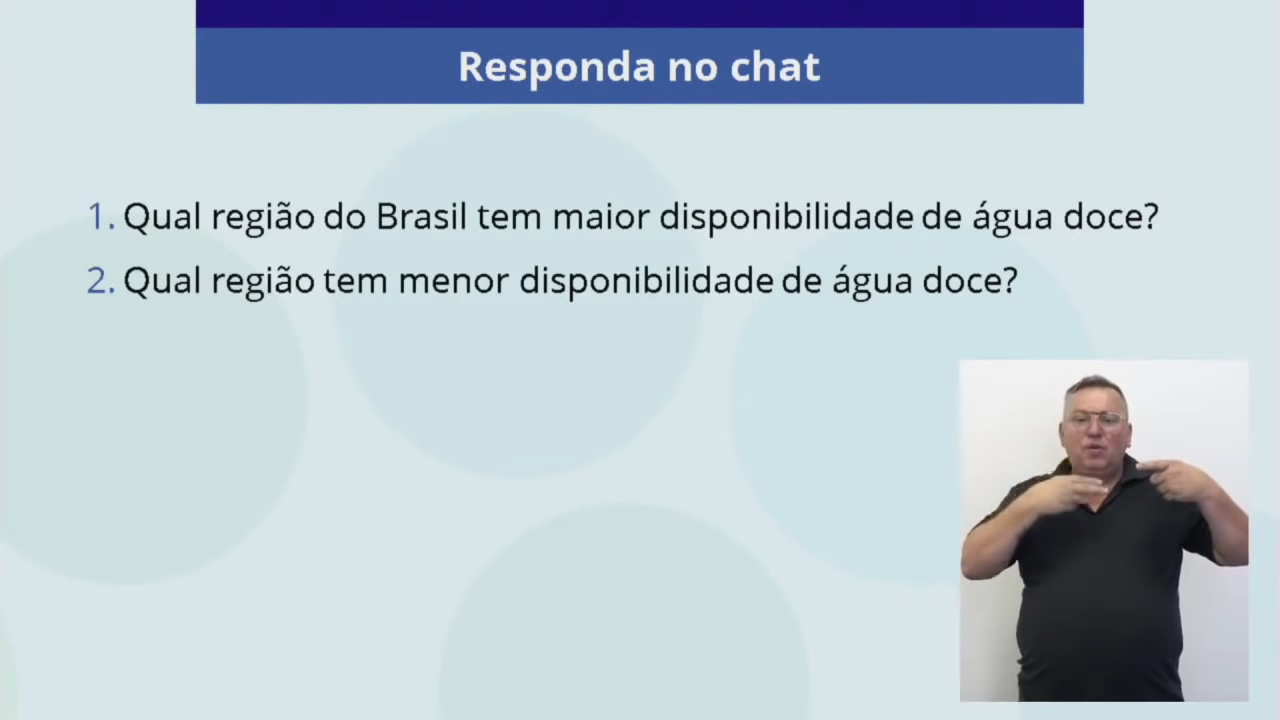 Responda no chat
1. Qual região do Brasil tem maior disponibilidade de água doce?
2. Qual região tem menor disponibilidade de água doce?